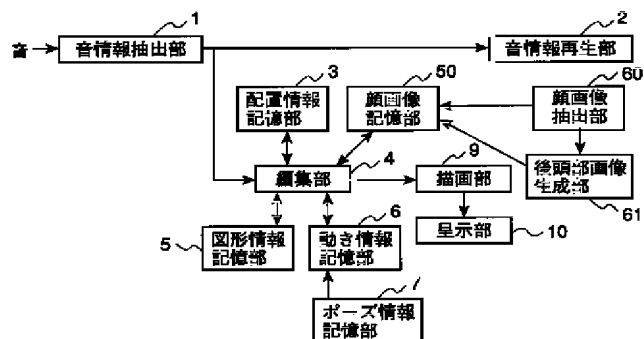 1
2
音
音情報抽出部
音情報再生部
3
50
60
配置情報
記憶部
顔画像
記憶部
顔画像
抽出部
4
9
編集部
描画部
後頭部画像
生成部
61
6
5
図形情報
記憶部
動き情報
記憶部
呈示部
10
7
ポーズ情報
記憶部